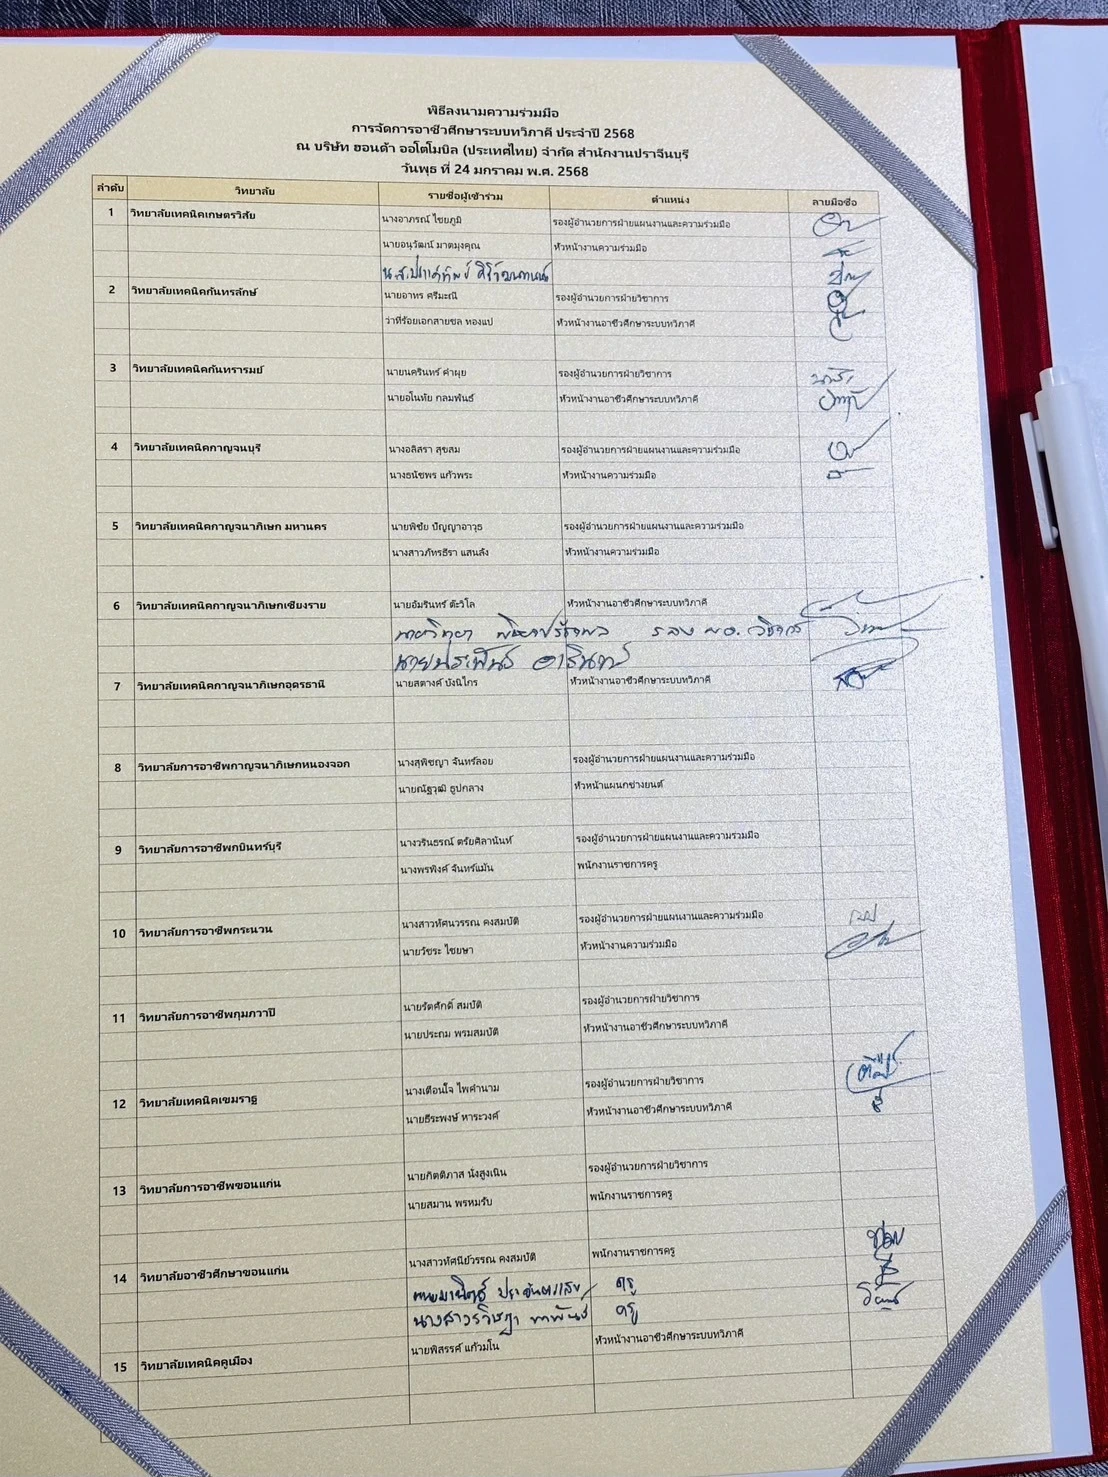 พิธีลงนามความร่วมมือ
การจัดการอาชีวศึกษาระบบทวิภาคี ประจำปี 2568
ณ บริษัท ฮอนด้า ออโตโมบิล (ประเทศไทย) จำกัด สำนักงานปราจีนบุรี
วันพุธ ที่ 24 มกราคม พ.ศ. 2568
ลำดับ วิทยาลัย รายชื่อผู้เข้าร่วม ตำแหน่ง ลายมือชื่อ
1 วิทยาลัยเทคนิคเกษตรวิสัย นางอาภรณ์ ไชยภูมิ รองผู้อำนวยการฝ่ายแผนงานและความร่วมมือ
นายอนุวัฒน์ มาตมุงคุณ หัวหน้างานความร่วมมือ
น.ส.
2 วิทยาลัยเทคนิคกันทรลักษ์ นายอาทร ศรีมะณี รองผู้อำนวยการฝ่ายวิชาการ
ว่าที่ร้อยเอกสายชล ทองแป หัวหน้างานอาชีวศึกษาระบบทวิภาคี
3 วิทยาลัยเทคนิคกันทรารมย์ นายนครินทร์ คำผุย รองผู้อำนวยการฝ่ายวิชาการ
นายอโนทัย กลมพันธ์ หัวหน้างานอาชีวศึกษาระบบทวิภาคี
4 วิทยาลัยเทคนิคกาญจนบุรี นางอลิสรา สุขสม รองผู้อำนวยการฝ่ายแผนงานและความร่วมมือ
นางธนัชพร แก้วพระ หัวหน้างานความร่วมมือ
5 วิทยาลัยเทคนิคกาญจนาภิเษก มหานคร นายพิชัย ปัญญาอาวุธ รองผู้อำนวยการฝ่ายแผนงานและความร่วมมือ
นางสาวภัทรธีรา แสนลัง หัวหน้างานความร่วมมือ
6 วิทยาลัยเทคนิคกาญจนาภิเษกเชียงราย นายอัมรินทร์ ต๊ะวิโล หัวหน้างานอาชีวศึกษาระบบทวิภาคี
นายวิทยา รอง ผอ. วิชาการ
นายประพันธ์ อารินทร์
7 วิทยาลัยเทคนิคกาญจนาภิเษกอุดรธานี นายสตางค์ บังนิไกร หัวหน้างานอาชีวศึกษาระบบทวิภาคี
8 วิทยาลัยการอาชีพกาญจนาภิเษกหนองจอก นางสุพิชญา จันทร์ลอย รองผู้อำนวยการฝ่ายแผนงานและความร่วมมือ
นายณัฐวุฒิ ธูปกลาง หัวหน้าแผนกช่างยนต์
9 วิทยาลัยการอาชีพกบินทร์บุรี นางวรินธรณ์ ตรัยศิลานันท์ รองผู้อำนวยการฝ่ายแผนงานและความร่วมมือ
นางพรพิงค์ จันทร์แม้น พนักงานราชการครู
10 วิทยาลัยการอาชีพกระนวน นางสาวทัศนวรรณ คงสมบัติ รองผู้อำนวยการฝ่ายแผนงานและความร่วมมือ
นายวัชระ ไชยษา หัวหน้างานความร่วมมือ
11 วิทยาลัยการอาชีพกุมภวาปี นายรัตศักดิ์ สมบัติ รองผู้อำนวยการฝ่ายวิชาการ
นายประถม พรมสมบัติ หัวหน้างานอาชีวศึกษาระบบทวิภาคี
12 วิทยาลัยเทคนิคเขมราฐ นางเตือนใจ ไพคำนาม รองผู้อำนวยการฝ่ายวิชาการ
นายธีระพงษ์ หาระวงค์ หัวหน้างานอาชีวศึกษาระบบทวิภาคี
13 วิทยาลัยการอาชีพขอนแก่น นายกิตติภาส นั่งสูงเนิน รองผู้อำนวยการฝ่ายวิชาการ
นายสมาน พรหมรับ พนักงานราชการครู
14 วิทยาลัยอาชีวศึกษาขอนแก่น นางสาวทัศนีย์วรรณ คงสมบัติ พนักงานราชการครู
ครู
นางสาว ครู
15 วิทยาลัยเทคนิคคูเมือง นายพิสรรค์ แก้วมโน หัวหน้างานอาชีวศึกษาระบบทวิภาคี